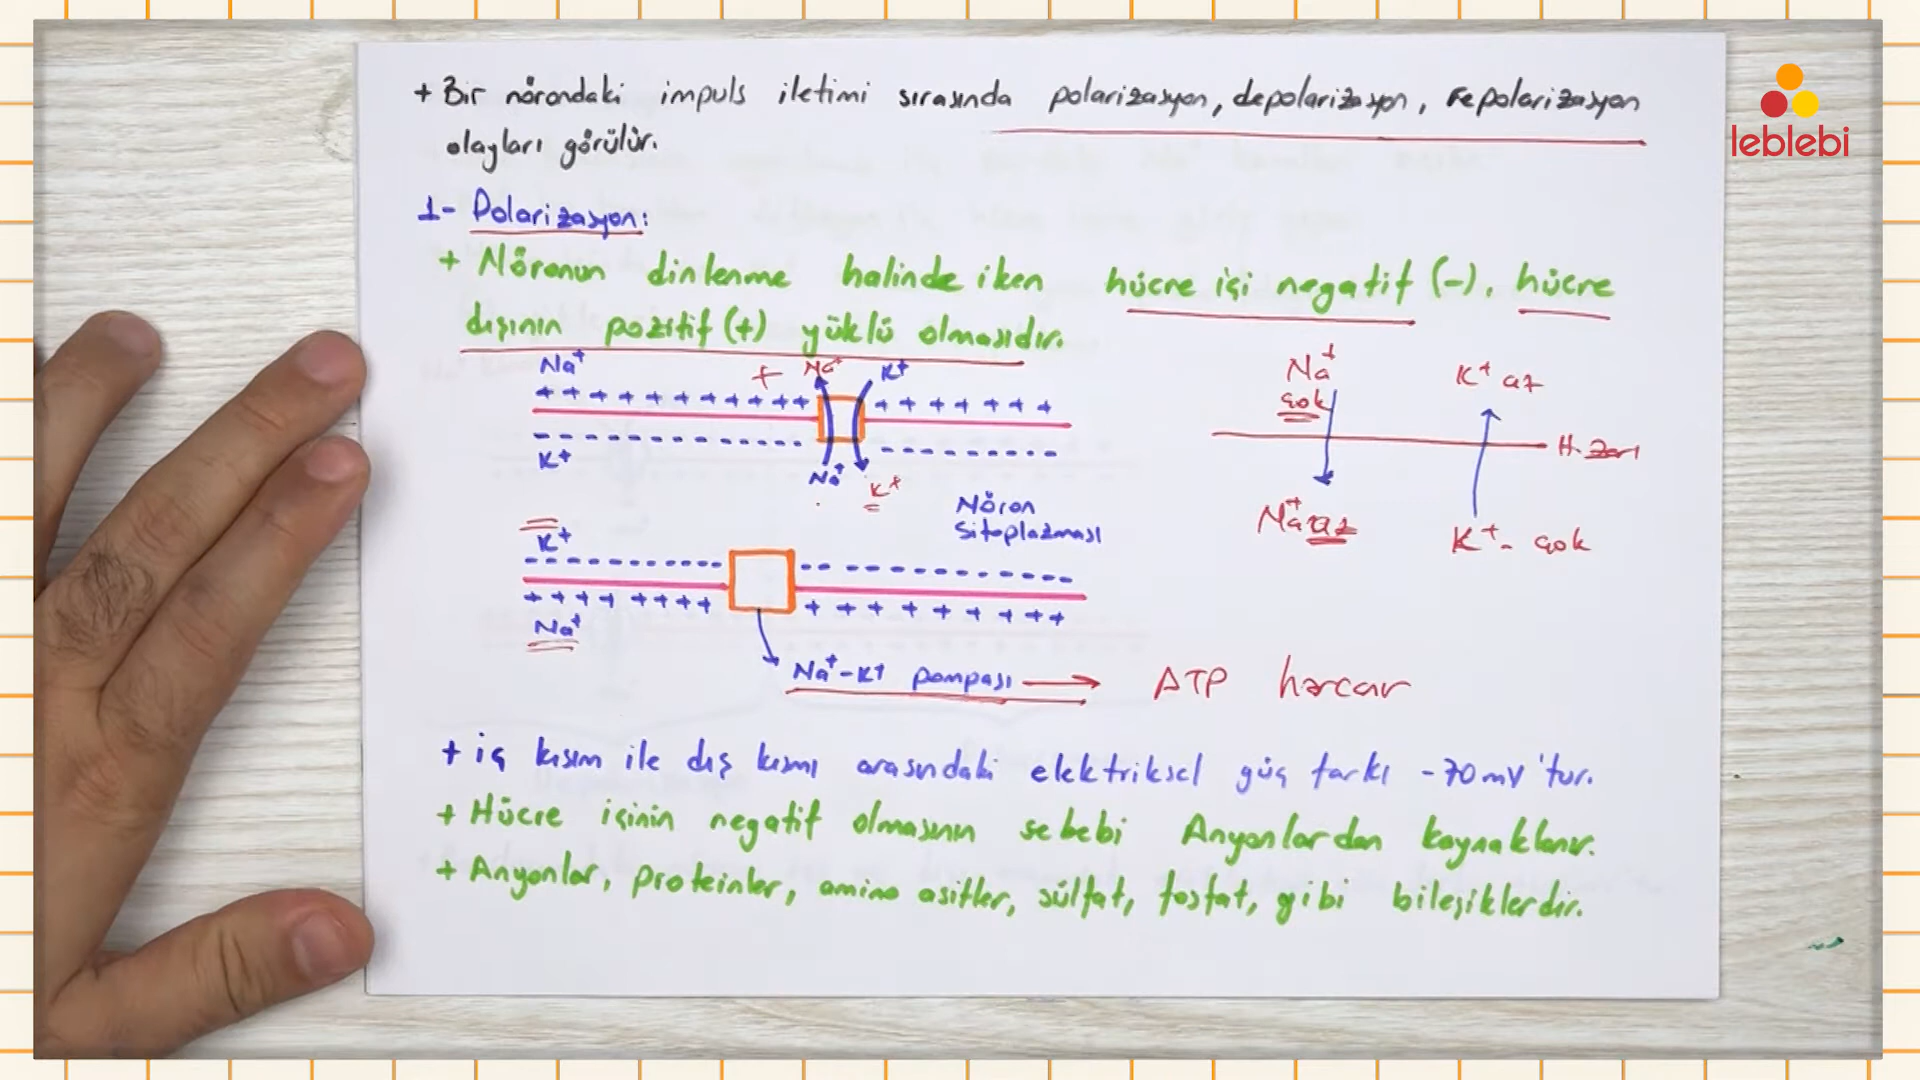 + Bir nörondaki impuls iletimi sırasında polarizasyon, depolarizasyon, repolarizasyon
olayları görülür.
leblebi
1- Polarizasyon:
+ Nöronun dinlenme halinde iken hücre içi negatif (-), hücre
dışının pozitif (+) yüklü olmasıdır.
Na+ + Na+ K+
+ + + + + + + + + + + + + + + + + +
- - - - - - - - - - - - - - - - - -
K+ Na+ K+
Na+ çok K+ az
H. zarı
Na+ az K+ - çok
Nöron
Sitoplazması
K+
- - - - - - - - - - - - - - - - - -
+ + + + + + + + + + + + + + + +
Na+
Na+-K+ pompası → ATP harcar
+ iç kısım ile dış kısmı arasındaki elektriksel güç farkı -70mV'tur.
+ Hücre içinin negatif olmasının sebebi Anyonlardan kaynaklanır.
+ Anyonlar, proteinler, amino asitler, sülfat, fosfat, gibi bileşiklerdir.